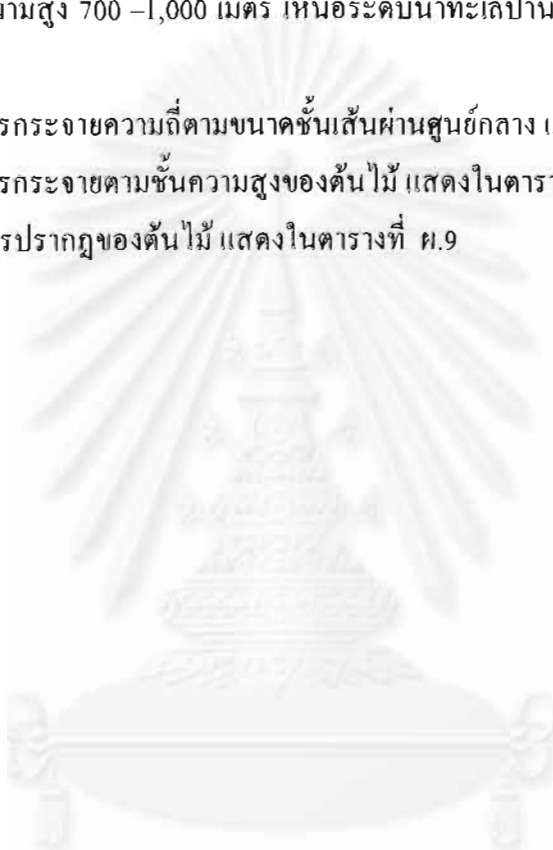 ามสูง 700 –1,000 เมตร เหนือระดับน้ำทะเลปาน
รกระจายความถี่ตามขนาดชั้นเส้นผ่านศูนย์กลาง แ
รกระจายตามชั้นความสูงของต้นไม้ แสดงในตารา
รปรากฏของต้นไม้ แสดงในตารางที่ ผ.9